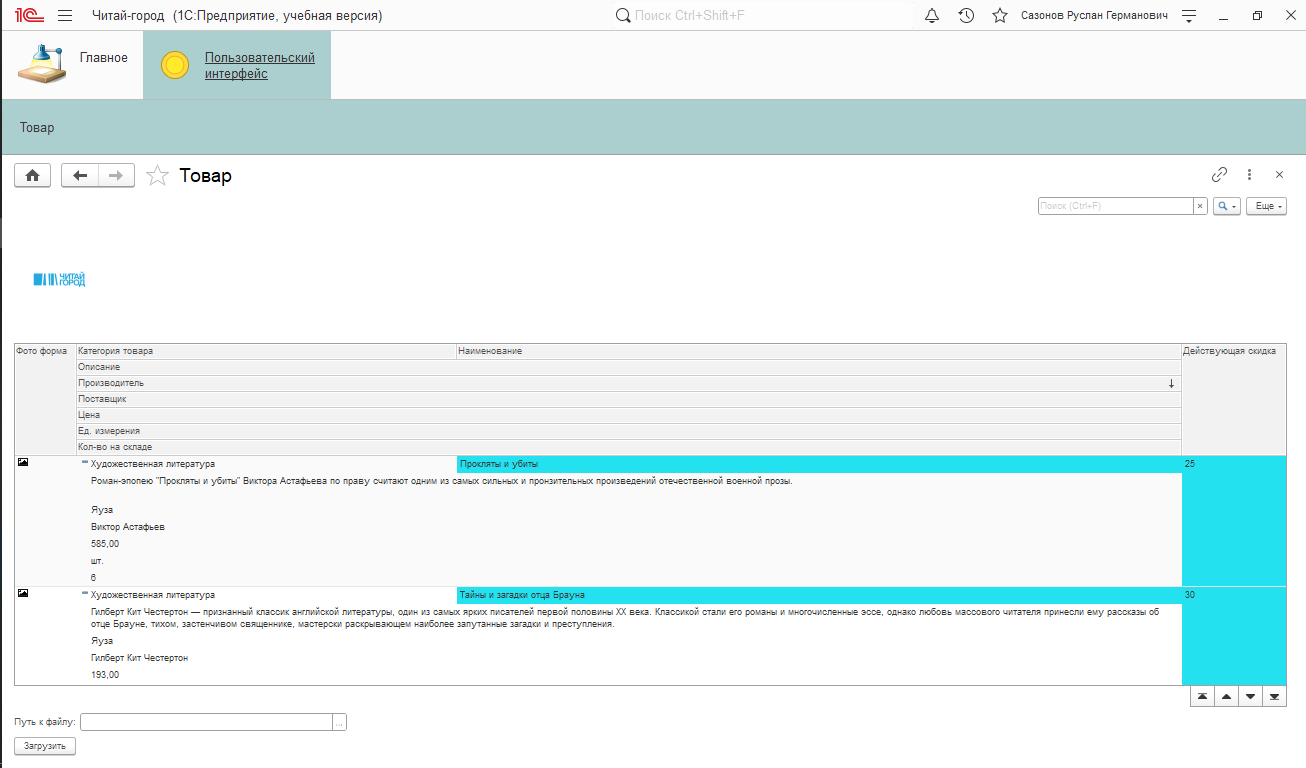 1С Читай-город (1С:Предприятие, учебная версия) Поиск Ctrl+Shift+F Сазонов Руслан Германович
Главное
Пользовательский
интерфейс
Товар
Товар
Поиск (Ctrl+F) × Еще
ЧИТАЙ
ГОРОД
Фото форма Категория товара Наименование Действующая скидка
Описание
Производитель
Поставщик
Цена
Ед. измерения
Кол-во на складе
Художественная литература Прокляты и убиты 25
Роман-эпопею "Прокляты и убиты" Виктора Астафьева по праву считают одним из самых сильных и пронзительных произведений отечественной военной прозы.
Яуза
Виктор Астафьев
585,00
шт.
6
Художественная литература Тайны и загадки отца Брауна 30
Гилберт Кит Честертон — признанный классик английской литературы, один из самых ярких писателей первой половины XX века. Классикой стали его романы и многочисленные эссе, однако любовь массового читателя принесли ему рассказы об
отце Брауне, тихом, застенчивом священнике, мастерски раскрывающем наиболее запутанные загадки и преступления.
Яуза
Гилберт Кит Честертон
193,00
Путь к файлу: ...
Загрузить